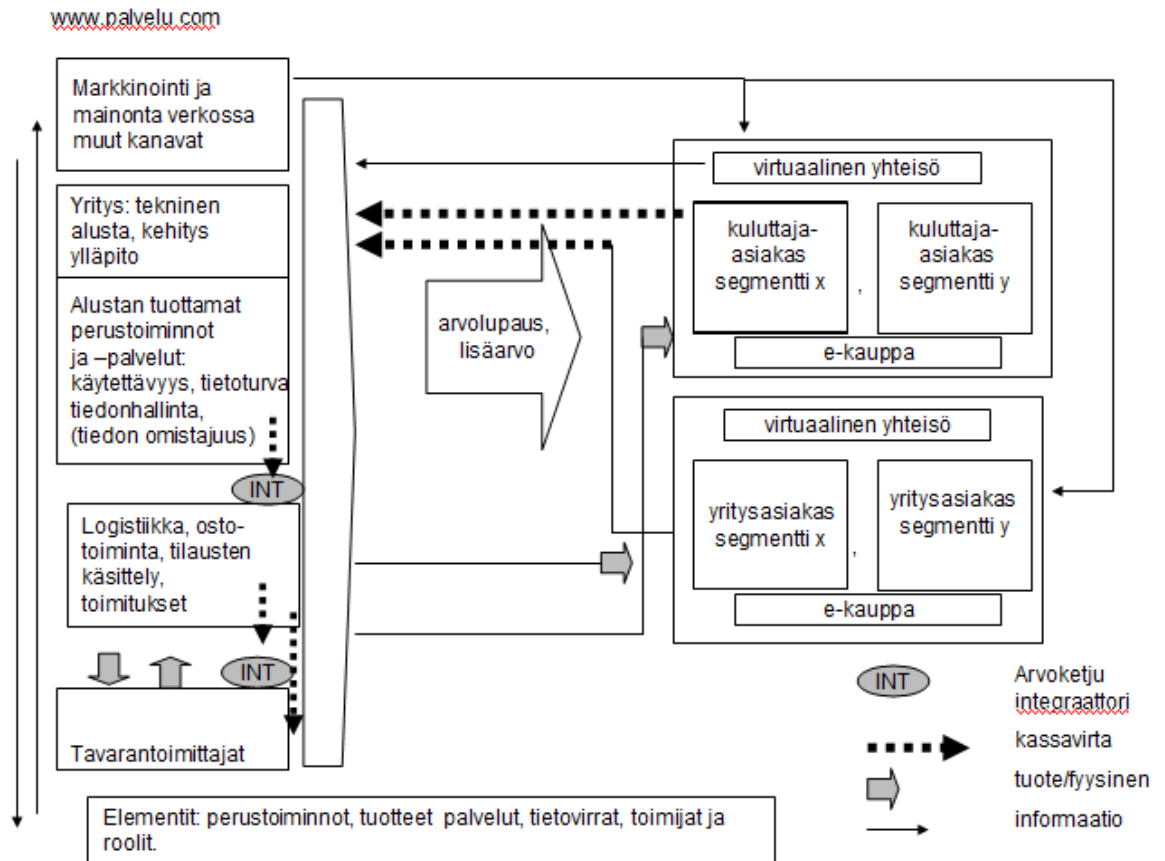 www.palvelu.com
Markkinointi ja
mainonta verkossa
muut kanavat
Yritys: tekninen
alusta, kehitys
ylläpito
Alustan tuottamat
perustoiminnot
ja –palvelut:
käytettävyys, tietoturva
tiedonhallinta,
(tiedon omistajuus)
INT
Logistiikka, osto-
toiminta, tilausten
käsittely,
toimitukset
INT
Tavarantoimittajat
arvolupaus,
lisäarvo
virtuaalinen yhteisö
kuluttaja-
asiakas
segmentti x
,
kuluttaja-
asiakas
segmentti y
e-kauppa
virtuaalinen yhteisö
yritysasiakas
segmentti x
,
yritysasiakas
segmentti y
e-kauppa
INT
Arvoketju
integraattori
kassavirta
tuote/fyysinen
informaatio
Elementit: perustoiminnot, tuotteet palvelut, tietovirrat, toimijat ja
roolit.